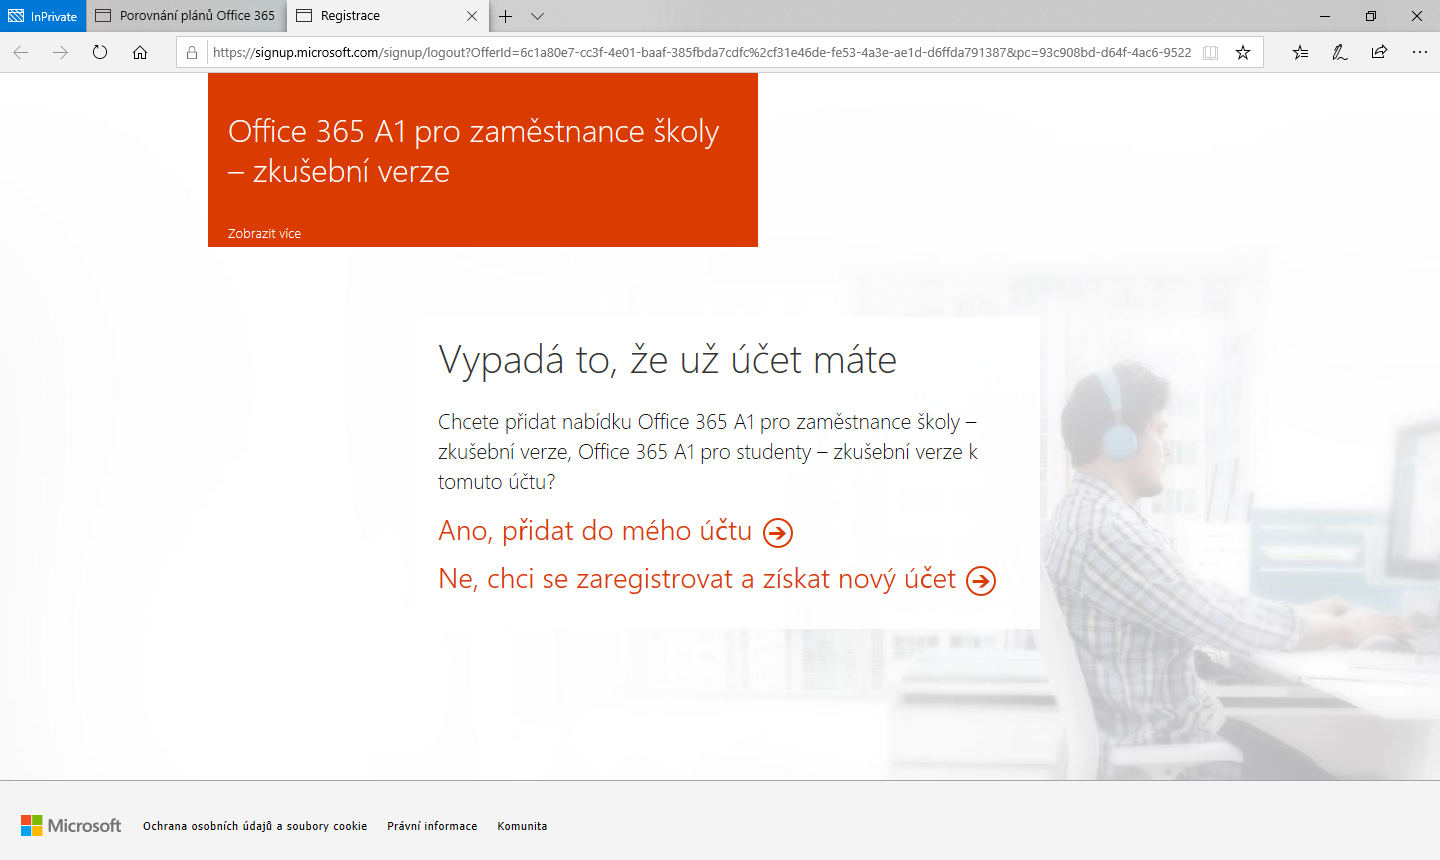 InPrivate
Porovnání plánů Office 365
Registrace
https://signup.microsoft.com/signup/logout?OfferId=6c1a80e7-cc3f-4e01-baaf-385fbda7cdfc%2cf31e46de-fe53-4a3e-ae1d-d6ffda791387&pc=93c908bd-d64f-4ac6-9522
Office 365 A1 pro zaměstnance školy
– zkušební verze
Zobrazit více
Vypadá to, že už účet máte
Chcete přidat nabídku Office 365 A1 pro zaměstnance školy –
zkušební verze, Office 365 A1 pro studenty – zkušební verze k
tomuto účtu?
Ano, přidat do mého účtu
Ne, chci se zaregistrovat a získat nový účet
Microsoft
Ochrana osobních údajů a soubory cookie
Právní informace
Komunita